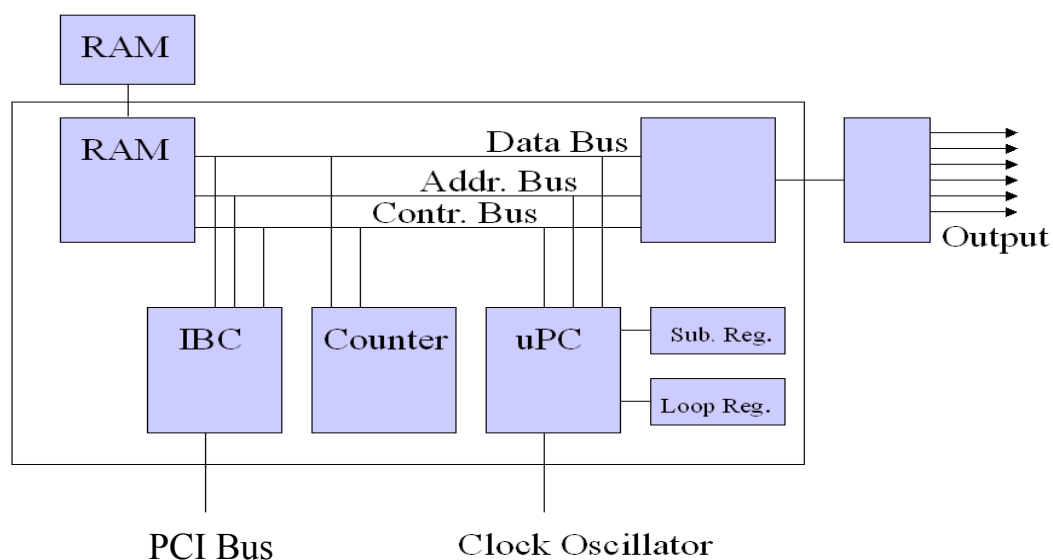 RAM
RAM
Data Bus
Addr. Bus
Contr. Bus
Output
IBC
Counter
uPC
Sub. Reg.
Loop Reg.
PCI Bus
Clock Oscillator